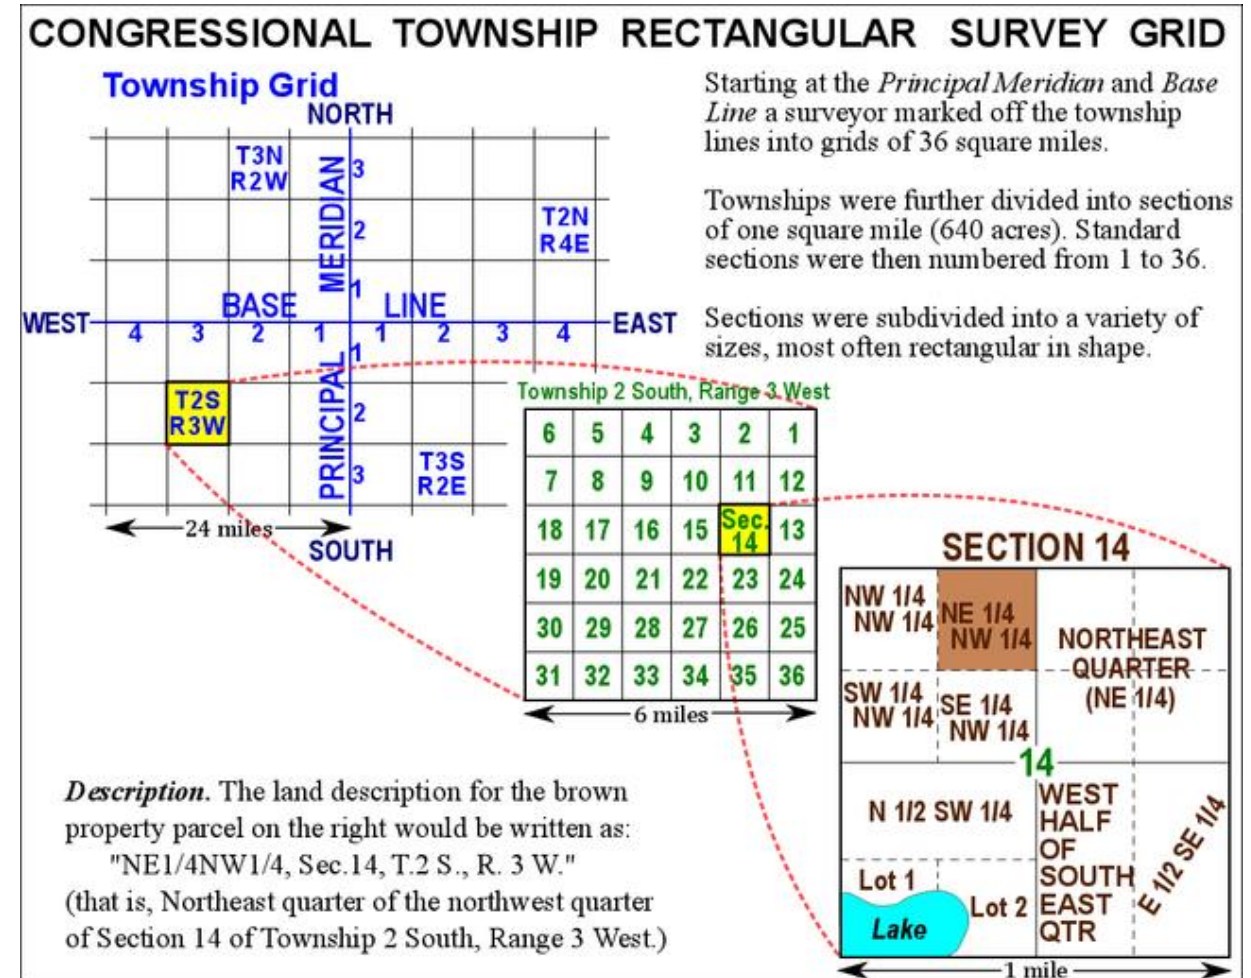 CONGRESSIONAL TOWNSHIP RECTANGULAR SURVEY GRID
Township Grid
NORTH
T3N
R2W
T2N
R4E
MERIDIAN
3
2
1
BASE LINE
WEST
4 3 2 1 1 2 3 4
EAST
PRINCIPAL
1
2
3
T2S
R3W
T3S
R2E
24 miles
SOUTH
Starting at the Principal Meridian and Base
Line a surveyor marked off the township
lines into grids of 36 square miles.
Townships were further divided into sections
of one square mile (640 acres). Standard
sections were then numbered from 1 to 36.
Sections were subdivided into a variety of
sizes, most often rectangular in shape.
Township 2 South, Range 3 West
6 5 4 3 2 1
7 8 9 10 11 12
18 17 16 15 Sec. 14 13
19 20 21 22 23 24
30 29 28 27 26 25
31 32 33 34 35 36
6 miles
SECTION 14
NW 1/4
NW 1/4
NE 1/4
NW 1/4
NORTHEAST
QUARTER
(NE 1/4)
SW 1/4
NW 1/4
SE 1/4
NW 1/4
14
N 1/2 SW 1/4
WEST
HALF
OF
SOUTH
EAST
QTR
E 1/2 SE 1/4
Lot 1
Lot 2
Lake
1 mile
Description. The land description for the brown
property parcel on the right would be written as:
"NE1/4NW1/4, Sec.14, T.2 S., R. 3 W."
(that is, Northeast quarter of the northwest quarter
of Section 14 of Township 2 South, Range 3 West.)